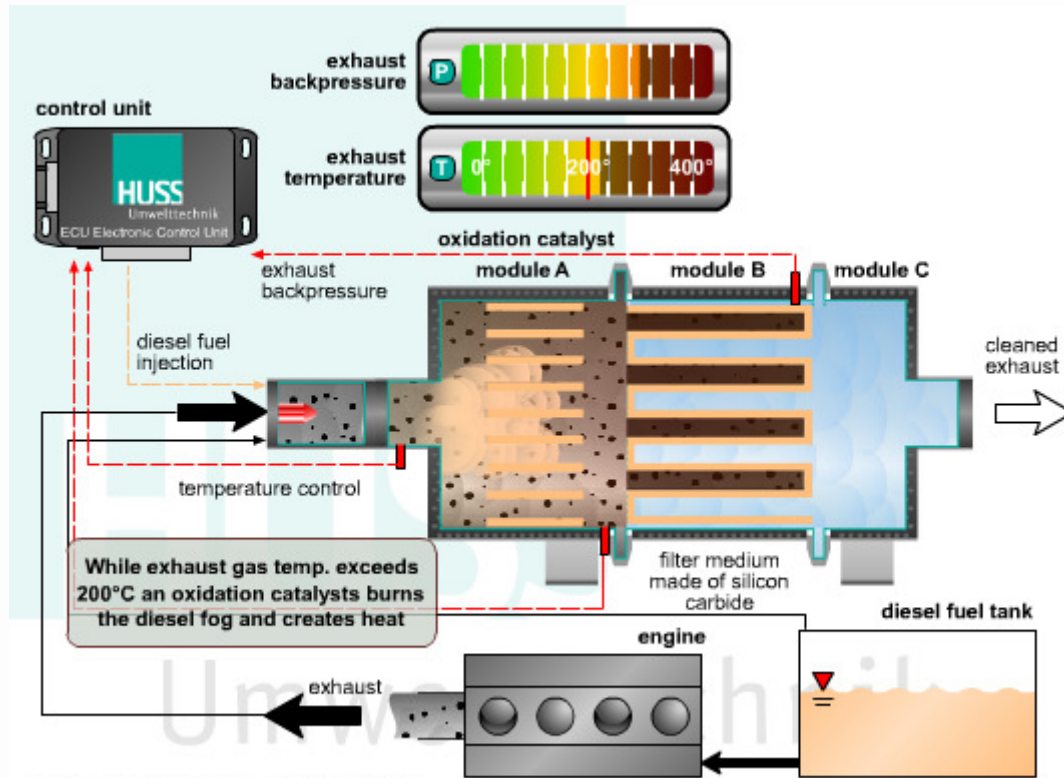 exhaust
backpressure
P
control unit
exhaust
temperature
T
0°
200°
400°
HUSS
Umwelttechnik
ECU Electronic Control Unit
oxidation catalyst
exhaust
backpressure
module A
module B
module C
diesel fuel
injection
cleaned
exhaust
temperature control
While exhaust gas temp. exceeds
200°C an oxidation catalysts burns
the diesel fog and creates heat
filter medium
made of silicon
carbide
diesel fuel tank
engine
exhaust